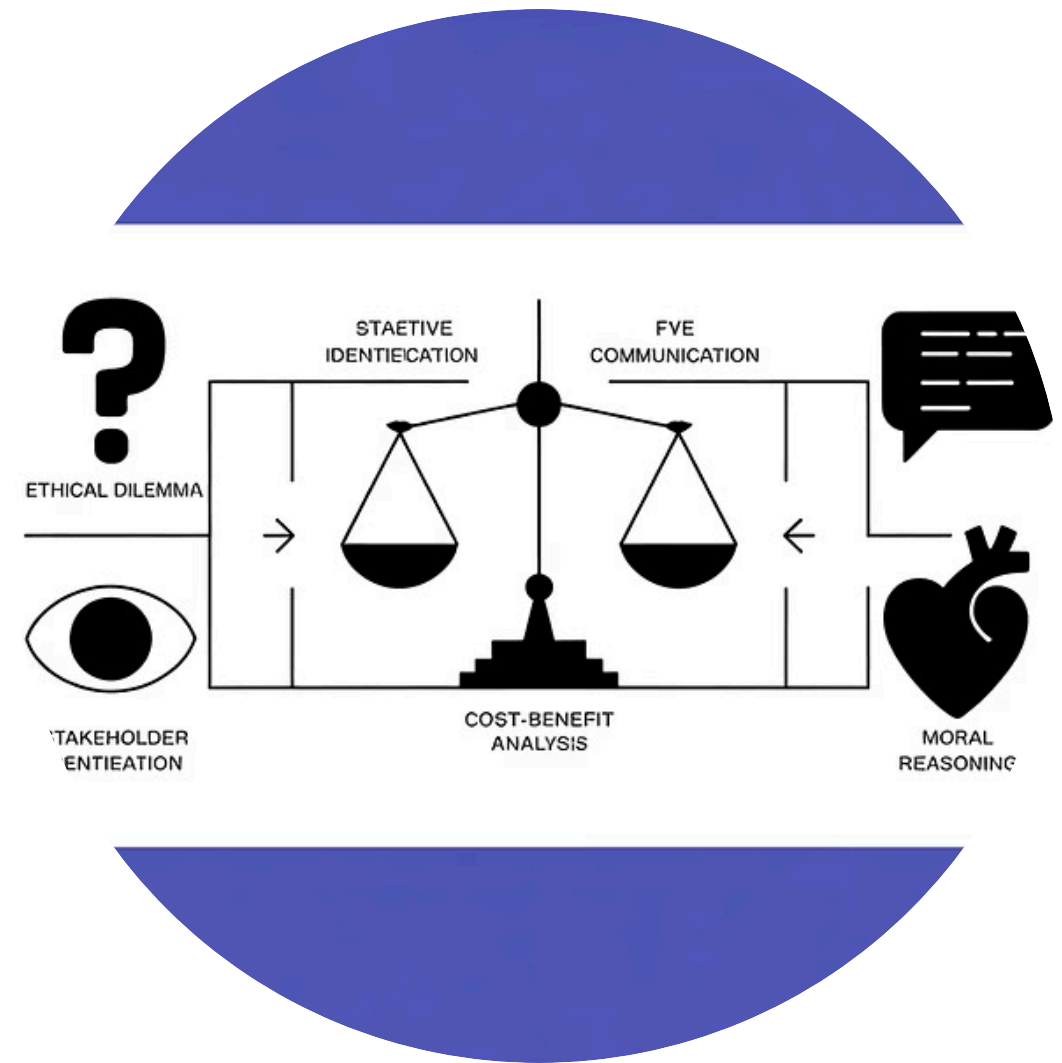 STAETIVE
IDENTIEICATION
FVE
COMMUNICATION
ETHICAL DILEMMA
TAKEHOLDER
ENTIEATION
COST-BENEFIT
ANALYSIS
MORAL
REASONING